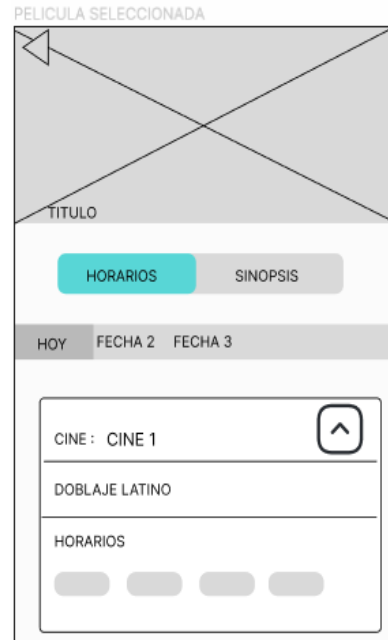 PELICULA SELECCIONADA
TITULO
HORARIOS SINOPSIS
HOY FECHA 2 FECHA 3
CINE : CINE 1
DOBLAJE LATINO
HORARIOS